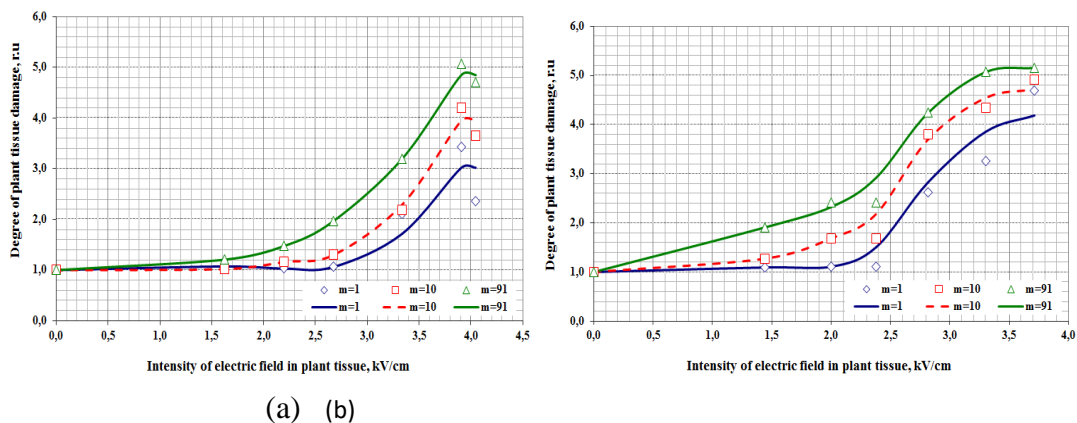 Degree of plant tissue damage, r.u
6,0
5,0
4,0
3,0
2,0
1,0
0,0
m=1 m=10 m=91
m=1 m=10 m=91
0,0 0,5 1,0 1,5 2,0 2,5 3,0 3,5 4,0 4,5
Intensity of electric field in plant tissue, kV/cm
Degree of plant tissue damage, r.u
6,0
5,0
4,0
3,0
2,0
1,0
0,0
m=1 m=10 m=91
m=1 m=10 m=91
0,0 0,5 1,0 1,5 2,0 2,5 3,0 3,5 4,0
Intensity of electric field in plant tissue, kV/cm
(a) (b)